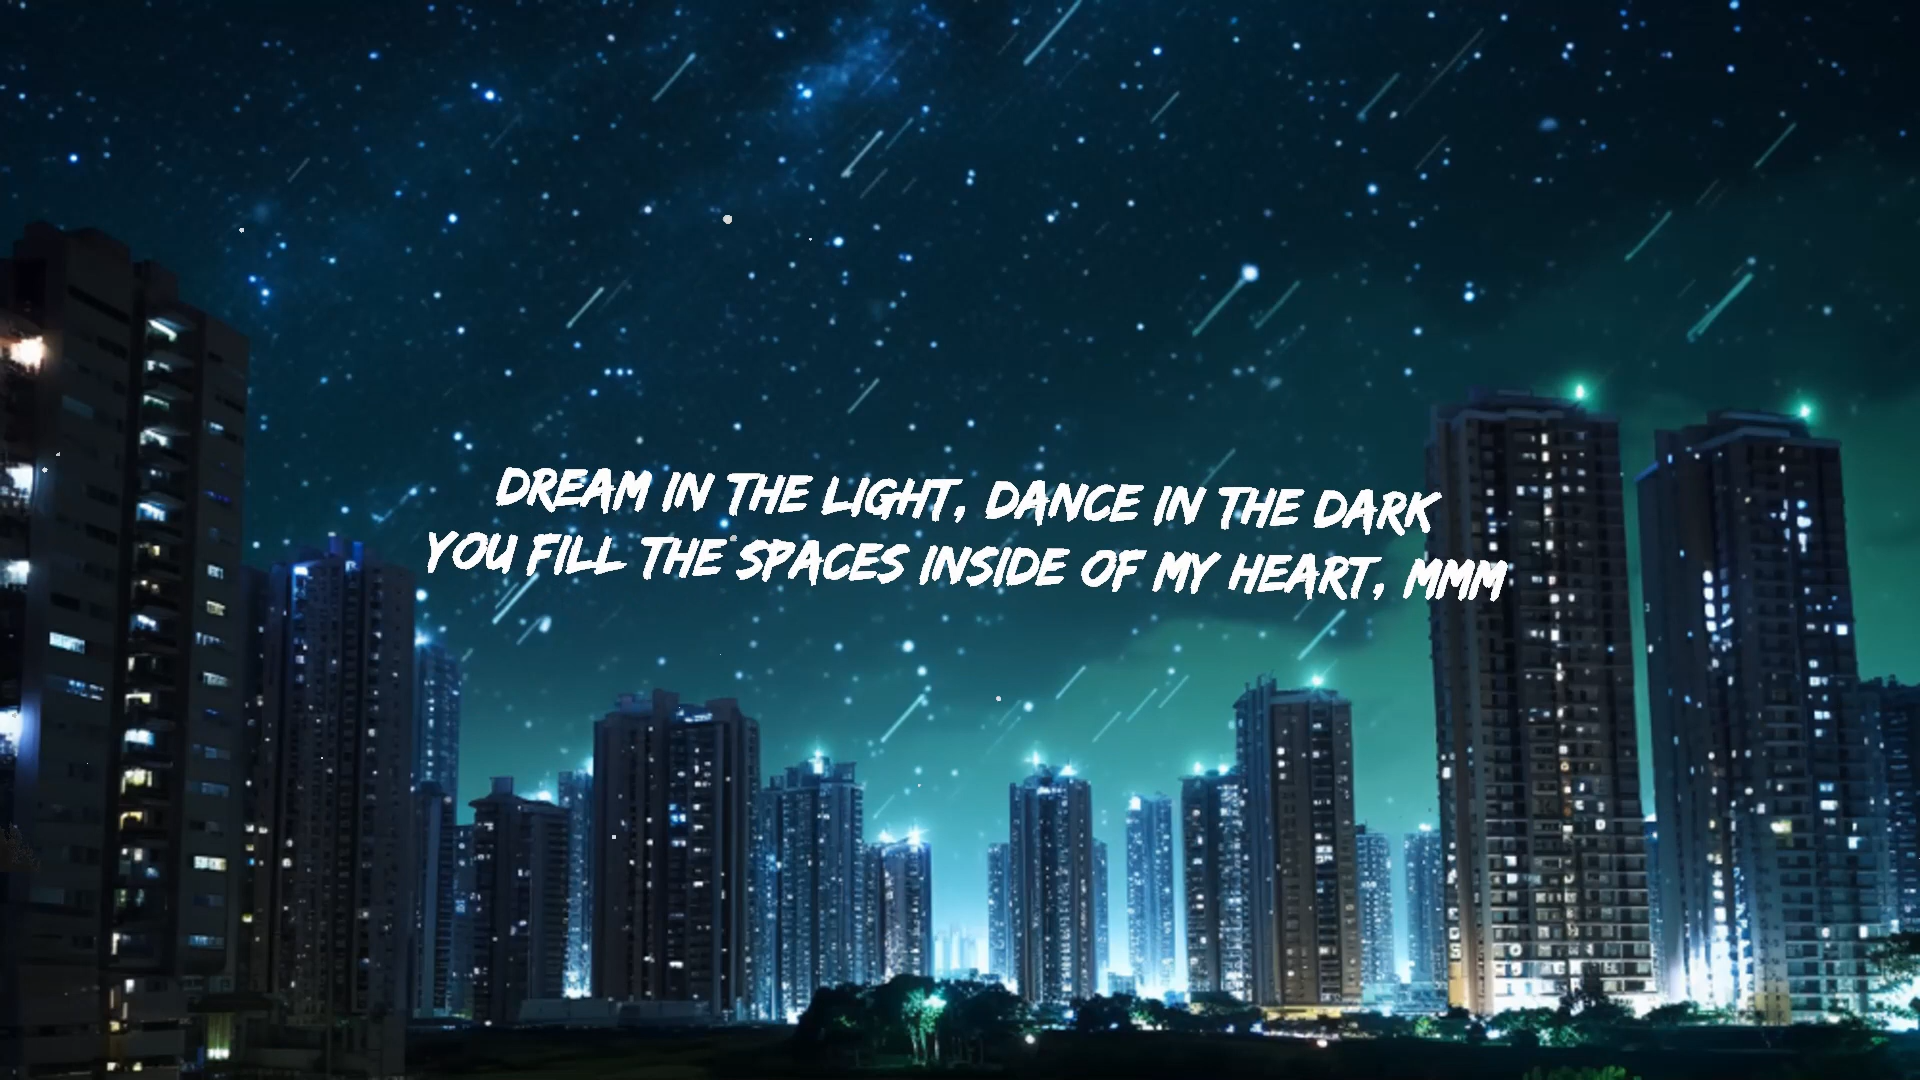 DREAM IN THE LIGHT, DANCE IN THE DARK
YOU FILL THE SPACES INSIDE OF MY HEART, MMM